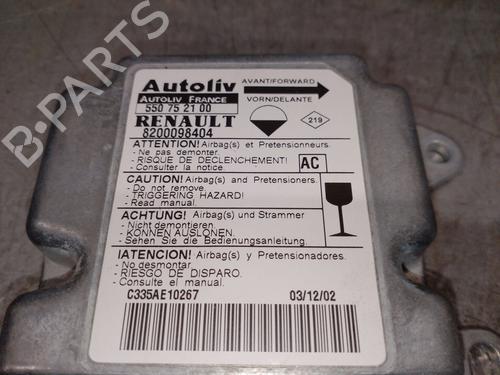 Autoliv
AVANT/FORWARD
AUTOLIV FRANCE
550 75 21 00
VORN/DELANTE
RENAULT
8200098404
219
ATTENTION! Airbag(s) et Pretensionneurs.
- Ne pas demonter.
- RISQUE DE DECLENCHEMENT!
- Consulter la notice.
AC
CAUTION! Airbag(s) and Pretensioners.
- Do not remove.
- TRIGGERING HAZARD!
- Read manual.
ACHTUNG! Airbag(s) und Strammer
- Nicht demontieren.
- KONNEN AUSLONSEN.
- Sehen Sie die Bedienungsanleitung.
!ATENCION! Airbag(s) y Pretensionadores.
- No desmontar
- RIESGO DE DISPARO.
- Consulte el manual.
C335AE10267
03/12/02
B-PARTS